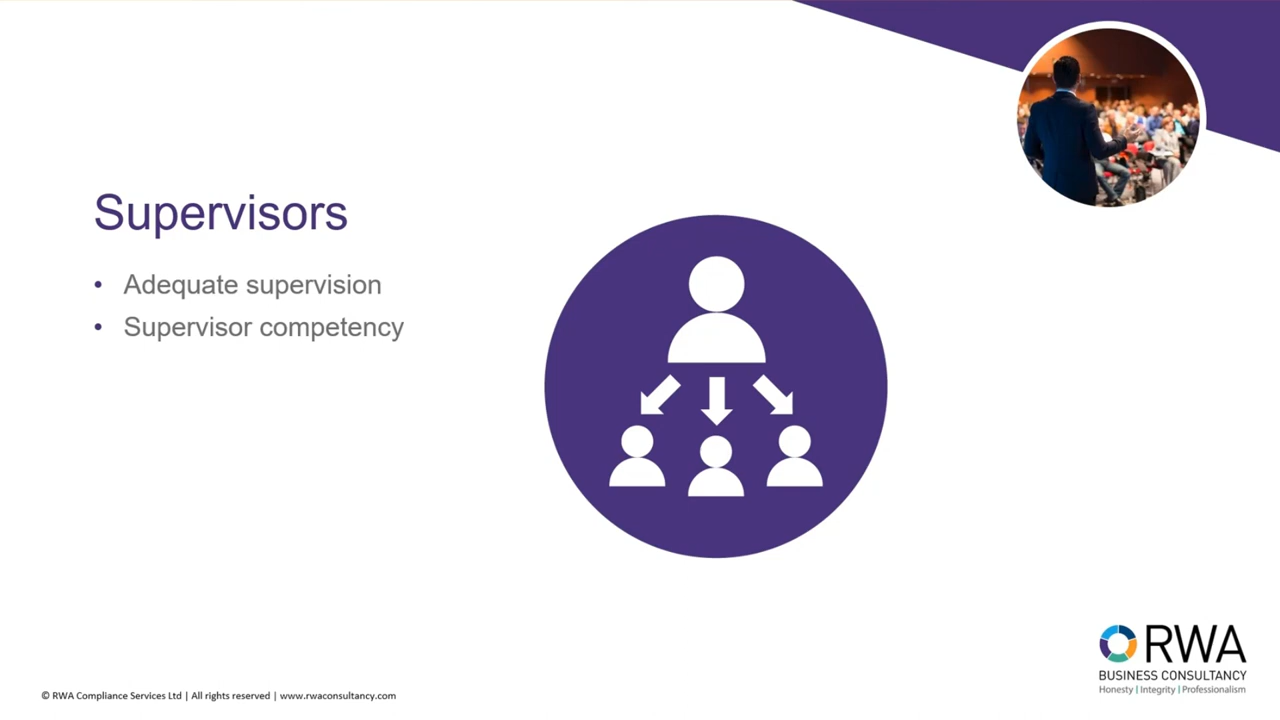 Supervisors
• Adequate supervision
• Supervisor competency
RWA
BUSINESS CONSULTANCY
Honesty | Integrity | Professionalism
© RWA Compliance Services Ltd | All rights reserved | www.rwaconsultancy.com